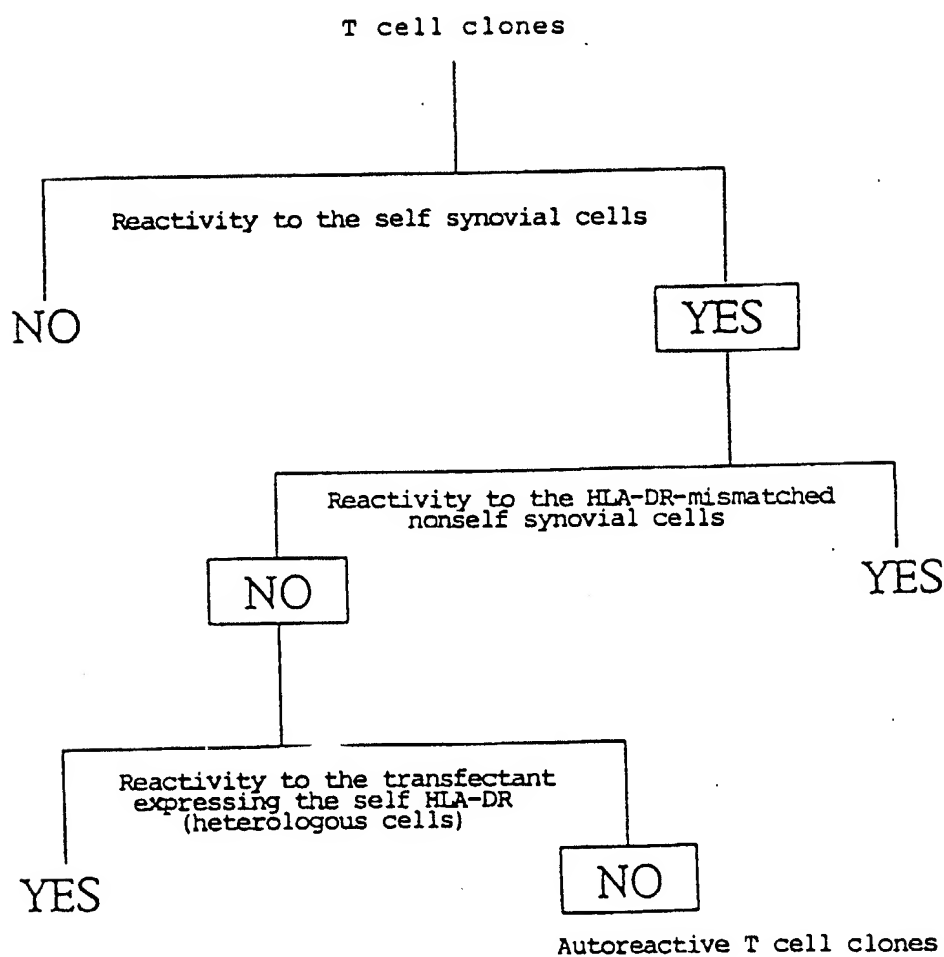 T cell clones
Reactivity to the self synovial cells
NO
YES
Reactivity to the HLA-DR-mismatched
nonself synovial cells
NO
YES
Reactivity to the transfectant
expressing the self HLA-DR
(heterologous cells)
YES
NO
Autoreactive T cell clones